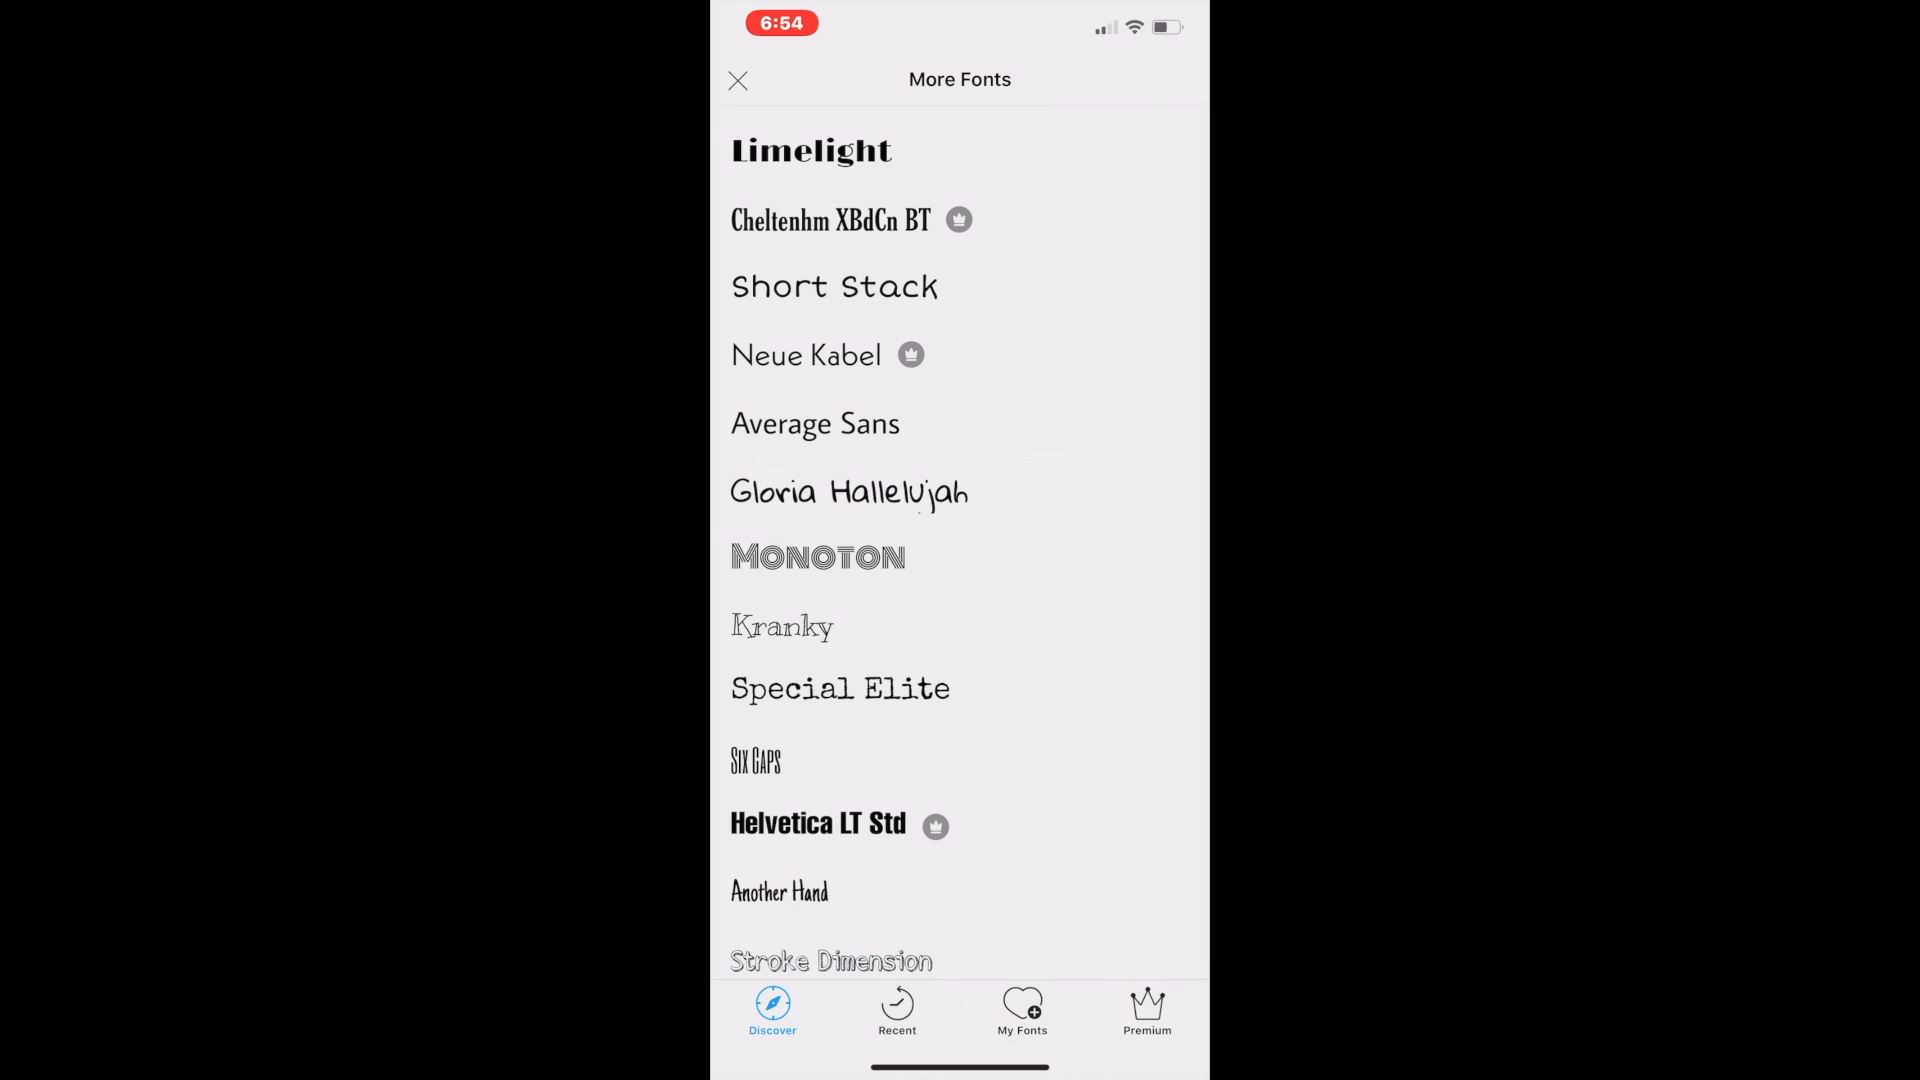 6:54
More Fonts
Limelight
Cheltenhm XBdCn BT
Short Stack
Neue Kabel
Average Sans
Gloria Hallelujah
MONOTON
Kranky
Special Elite
SIX CAPS
Helvetica LT Std
Another Hand
Stroke Dimension
Discover
Recent
My Fonts
Premium